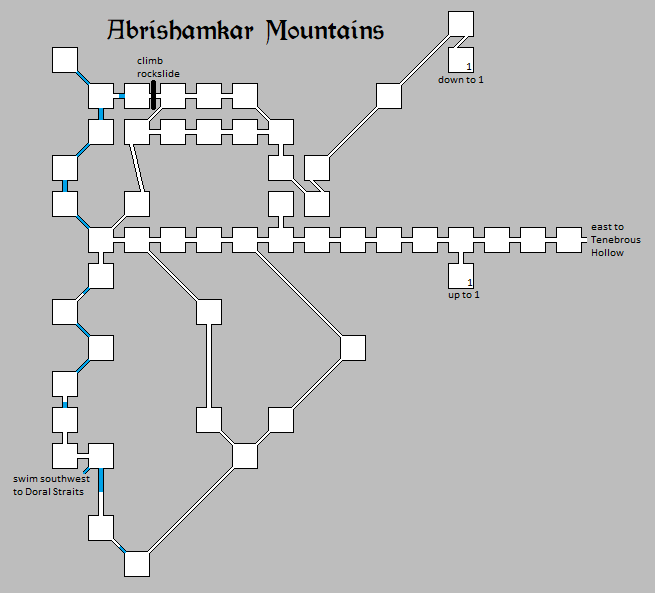 Abrishamkar Mountains
climb
rockslide
1
down to 1
east to
Tenebrous
Hollow
1
up to 1
swim southwest
to Doral Straits